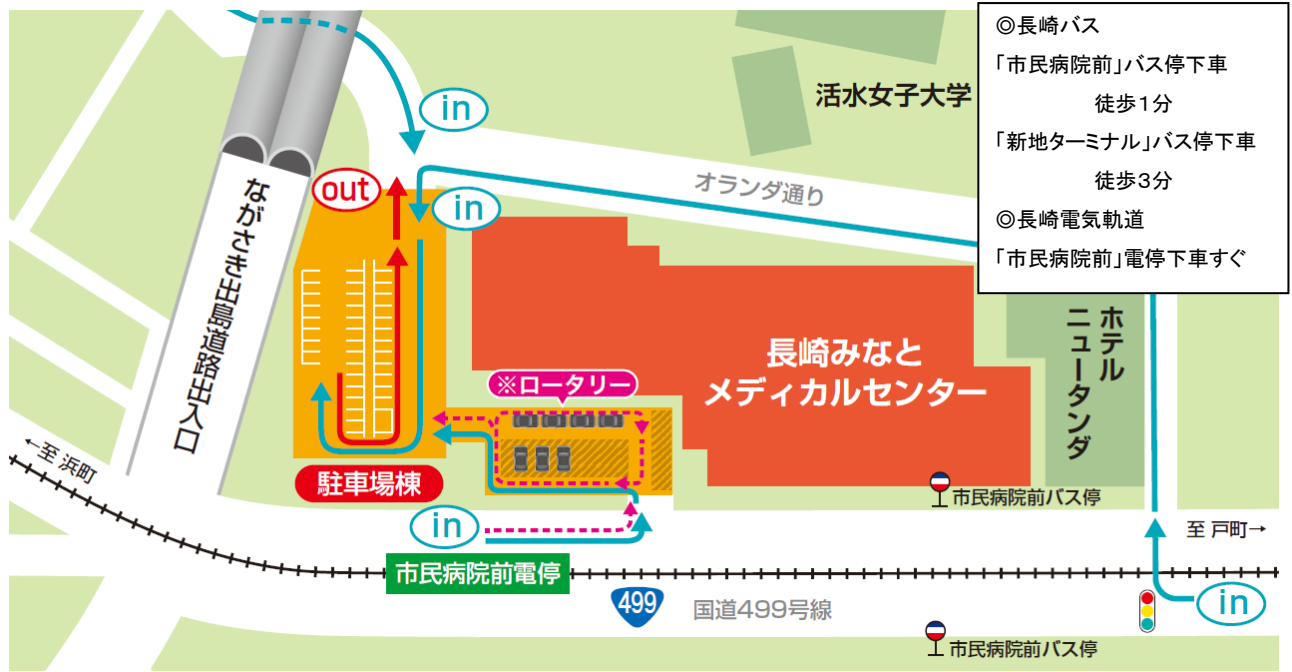 ◎長崎バス
「市民病院前」バス停下車
徒歩1分
「新地ターミナル」バス停下車
徒歩3分
◎長崎電気軌道
「市民病院前」電停下車すぐ
活水女子大学
in
out
in
オランダ通り
ながさき出島道路出入口
長崎みなと
メディカルセンター
ホテル
ニュータンダ
※ロータリー
←至 浜町
駐車場棟
市民病院前バス停
in
至 戸町→
市民病院前電停
499
国道499号線
in
市民病院前バス停